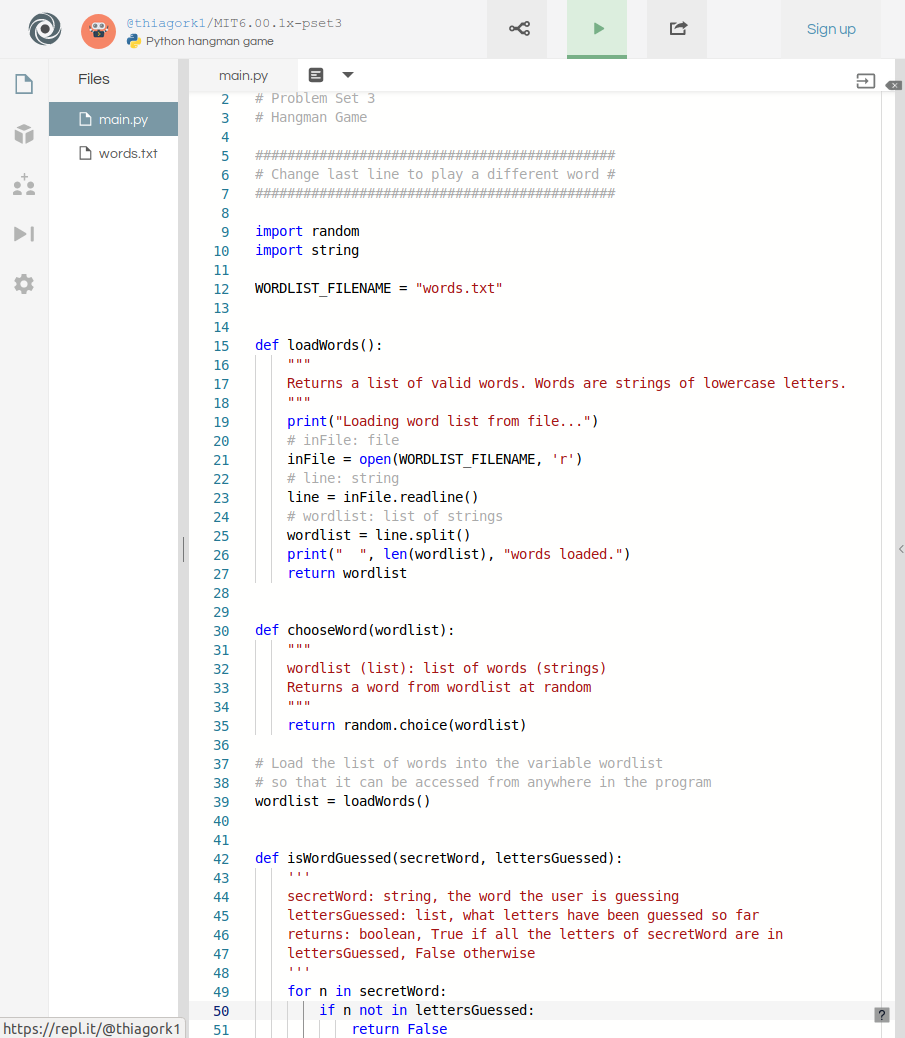 @thiagork1/MIT6.00.1x-pset3
Python hangman game
Sign up
Files
main.py
words.txt
main.py
2 # Problem Set 3
3 # Hangman Game
4
5 #############################################
6 # Change last line to play a different word #
7 #############################################
8
9 import random
10 import string
11
12 WORDLIST_FILENAME = "words.txt"
13
14
15 def loadWords():
16     """
17     Returns a list of valid words. Words are strings of lowercase letters.
18     """
19     print("Loading word list from file...")
20     # inFile: file
21     inFile = open(WORDLIST_FILENAME, 'r')
22     # line: string
23     line = inFile.readline()
24     # wordlist: list of strings
25     wordlist = line.split()
26     print("  ", len(wordlist), "words loaded.")
27     return wordlist
28
29
30 def chooseWord(wordlist):
31     """
32     wordlist (list): list of words (strings)
33     Returns a word from wordlist at random
34     """
35     return random.choice(wordlist)
36
37 # Load the list of words into the variable wordlist
38 # so that it can be accessed from anywhere in the program
39 wordlist = loadWords()
40
41
42 def isWordGuessed(secretWord, lettersGuessed):
43     '''
44     secretWord: string, the word the user is guessing
45     lettersGuessed: list, what letters have been guessed so far
46     returns: boolean, True if all the letters of secretWord are in
47     lettersGuessed, False otherwise
48     '''
49     for n in secretWord:
50         if n not in lettersGuessed:
51             return False
?
https://repl.it/@thiagork1